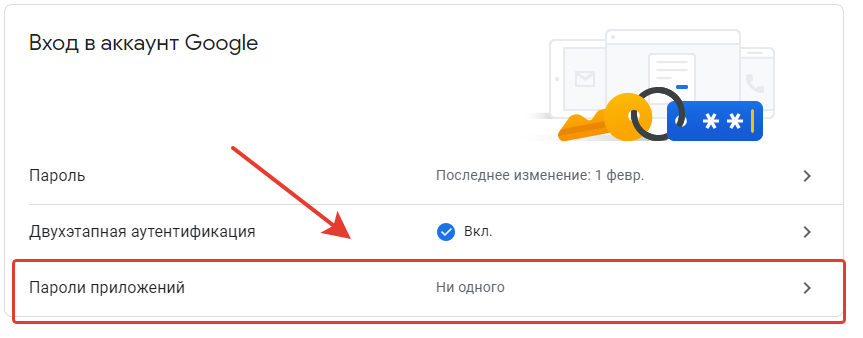 Вход в аккаунт Google
* *
Пароль Последнее изменение: 1 февр.
Двухэтапная аутентификация Вкл.
Пароли приложений Ни одного